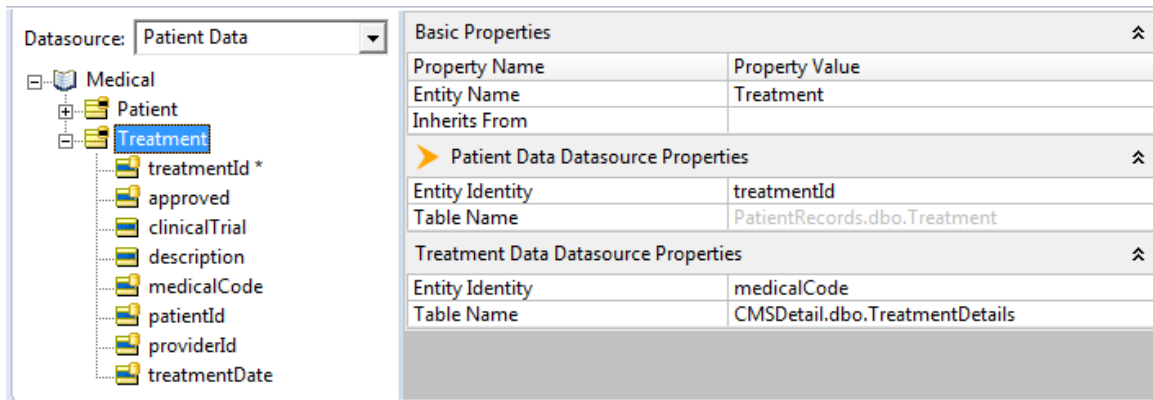 Datasource: Patient Data
Medical
Patient
Treatment
treatmentId *
approved
clinicalTrial
description
medicalCode
patientId
providerId
treatmentDate
Basic Properties
Property Name Property Value
Entity Name Treatment
Inherits From
Patient Data Datasource Properties
Entity Identity treatmentId
Table Name PatientRecords.dbo.Treatment
Treatment Data Datasource Properties
Entity Identity medicalCode
Table Name CMSDetail.dbo.TreatmentDetails